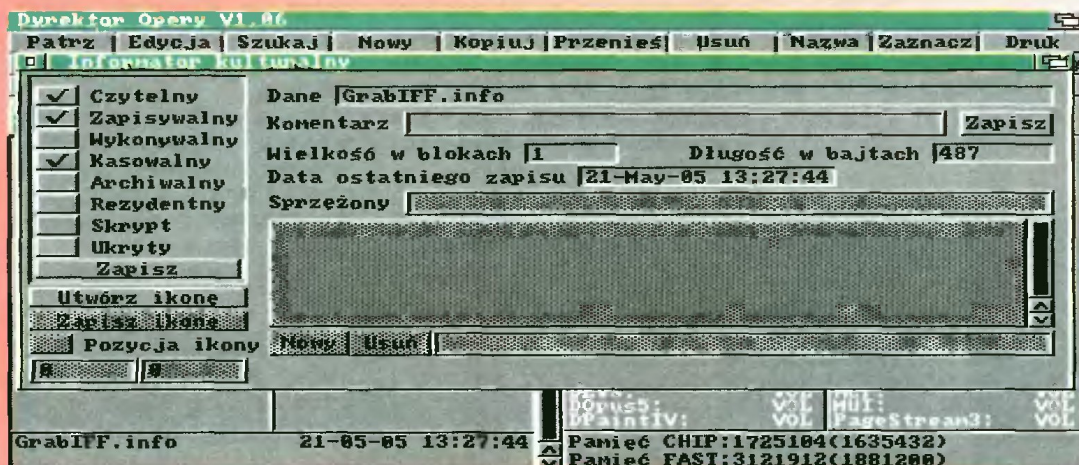 Dyrektor Opery V1.06
Patrz Edycja Szukaj Nowy Kopiuj Przenieś Usuń Nazwa Zaznacz Druk
Informator kulturalny
Czytelny
Zapisywalny
Wykonywalny
Kasowalny
Archiwalny
Rezydentny
Skrypt
Ukryty
Zapisz
Utwórz ikonę
Zapisz ikonę
Pozycja ikony
0 0
Dane GrabIFF.info
Komentarz Zapisz
Wielkość w blokach 1 Długość w bajtach 487
Data ostatniego zapisu 21-May-05 13:27:44
Sprzężony
Nowy Usuń
DOpus5: VOL MUI: VOL
DPaintIV: VOL PageStream3: VOL
GrabIFF.info 21-05-05 13:27:44
Pamięć CHIP:1725104(1635432)
Pamięć FAST:3121912(1881200)